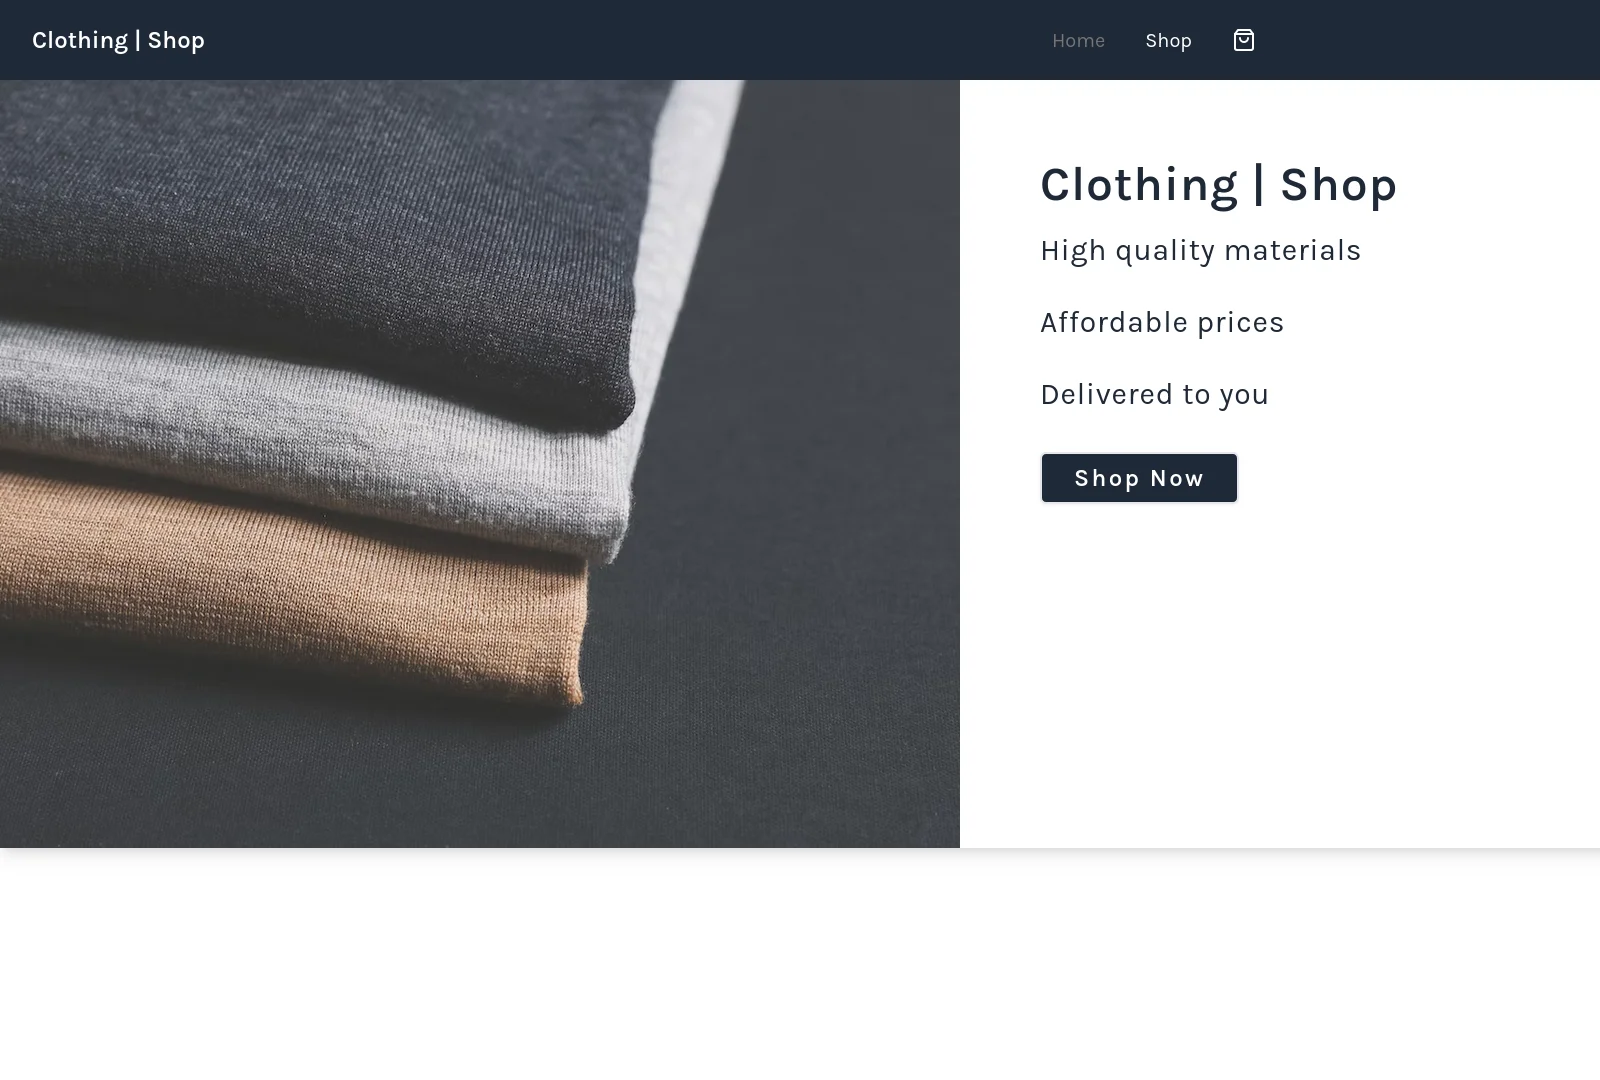 Clothing | Shop
Home Shop
Clothing | Shop
High quality materials
Affordable prices
Delivered to you
Shop Now